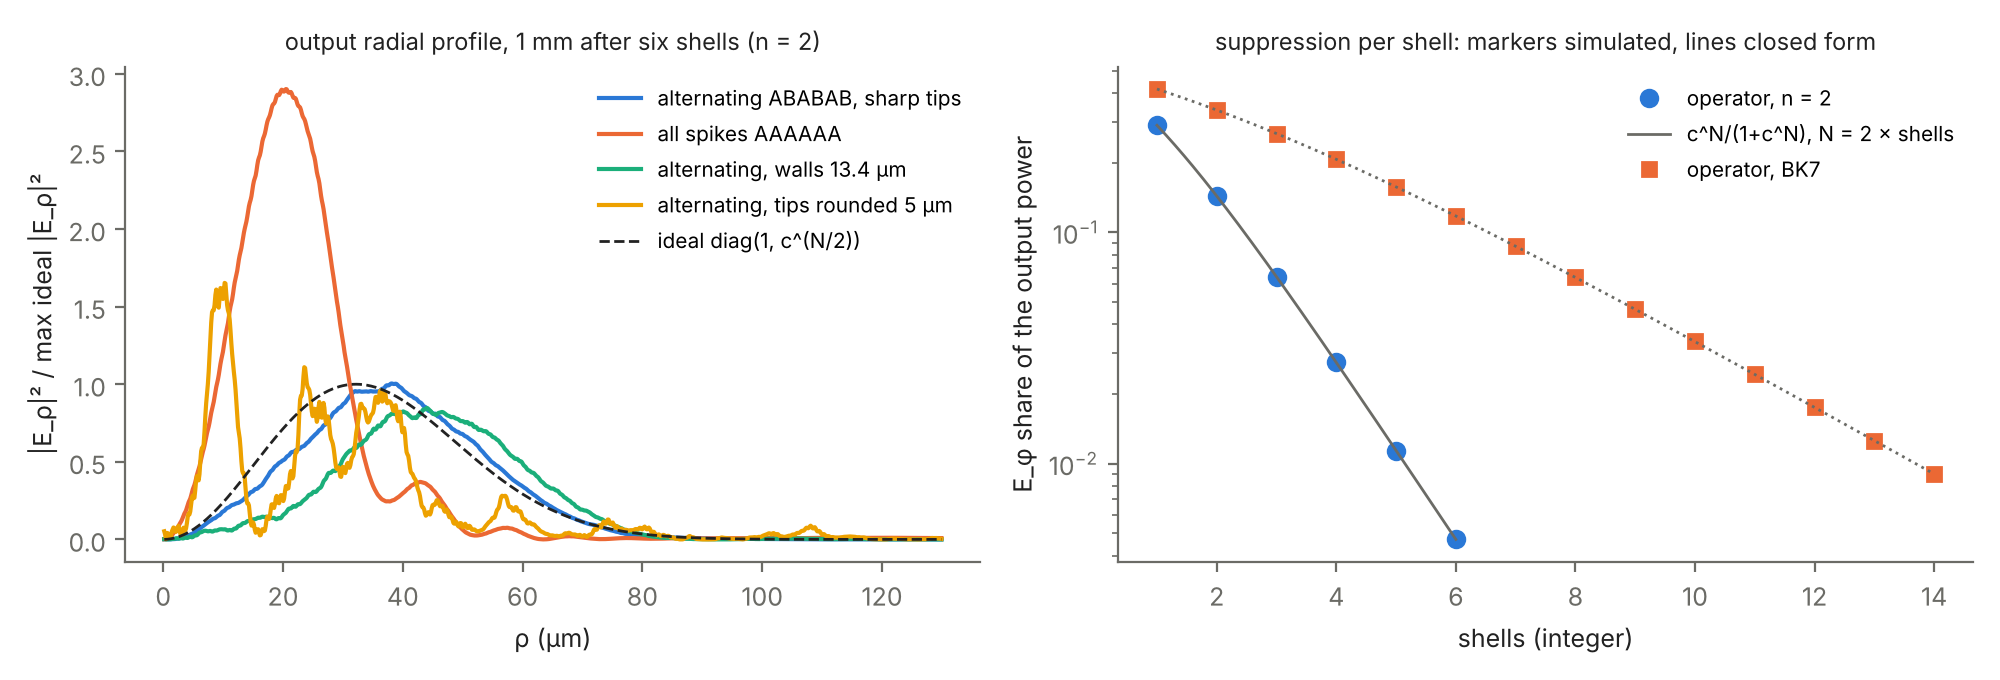 output radial profile, 1 mm after six shells (n = 2)
|E_ρ|² / max ideal |E_ρ|²
3.0
2.5
2.0
1.5
1.0
0.5
0.0
alternating ABABAB, sharp tips
all spikes AAAAAA
alternating, walls 13.4 μm
alternating, tips rounded 5 μm
ideal diag(1, c^(N/2))
0 20 40 60 80 100 120
ρ (μm)
suppression per shell: markers simulated, lines closed form
E_φ share of the output power
10⁻¹
10⁻²
operator, n = 2
c^N/(1+c^N), N = 2 × shells
operator, BK7
2 4 6 8 10 12 14
shells (integer)